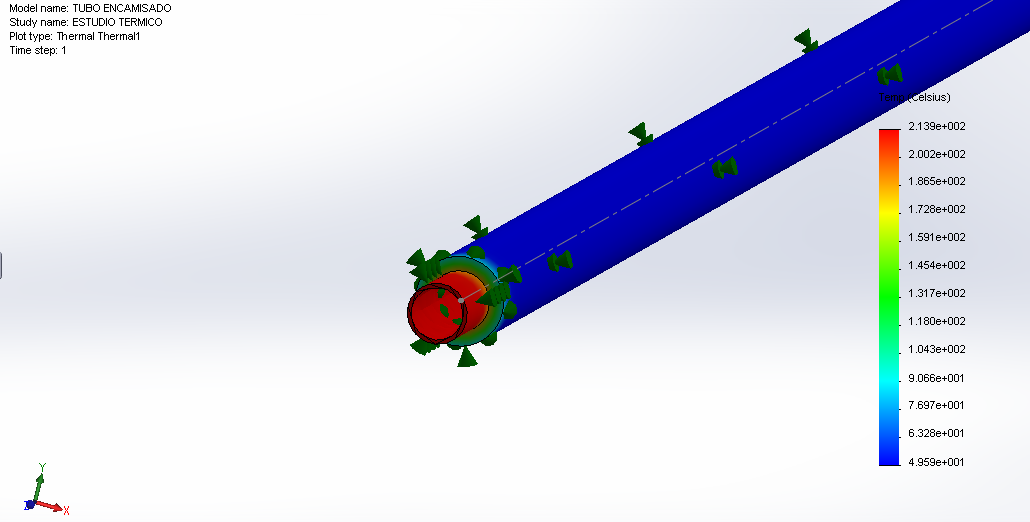 Model name: TUBO ENCAMISADO
Study name: ESTUDIO TERMICO
Plot type: Thermal Thermal1
Time step: 1
(Celsius)
2.139e+002
2.002e+002
1.865e+002
1.728e+002
1.591e+002
1.454e+002
1.317e+002
1.180e+002
1.043e+002
9.066e+001
7.697e+001
6.328e+001
4.959e+001
Y
Z
X